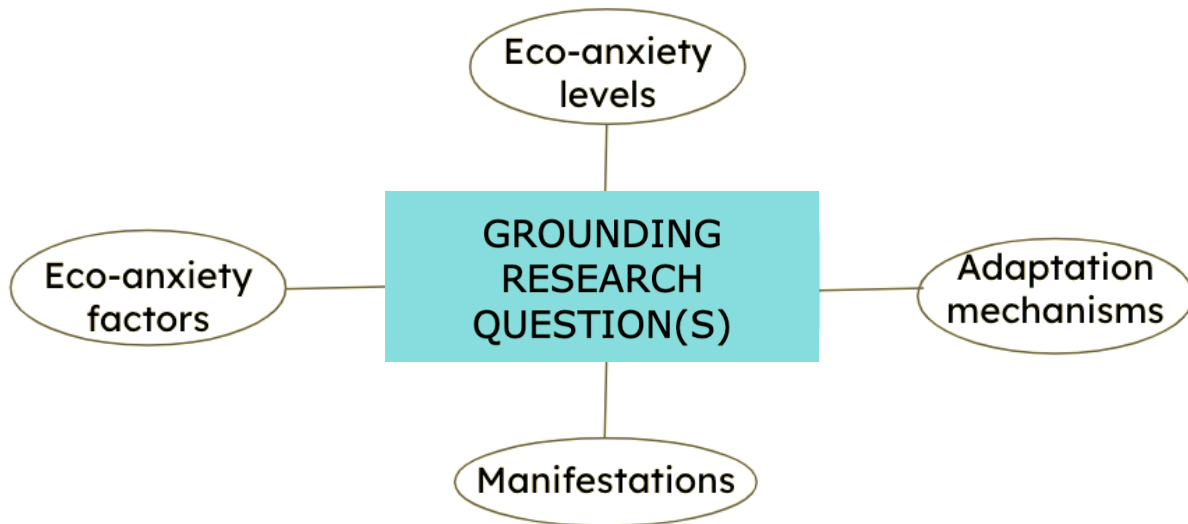 Eco-anxiety
levels
GROUNDING
RESEARCH
QUESTION(S)
Eco-anxiety
factors
Adaptation
mechanisms
Manifestations